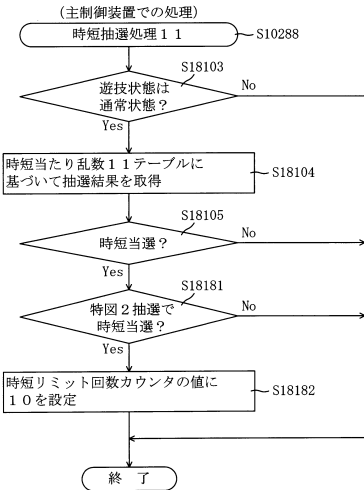 (主制御装置での処理)
時短抽選処理11
S10288
S18103
遊技状態は
通常状態?
No
Yes
時短当たり乱数11テーブルに
基づいて抽選結果を取得
S18104
S18105
時短当選?
No
Yes
S18181
特図2抽選で
時短当選?
No
Yes
時短リミット回数カウンタの値に
10を設定
S18182
終 了